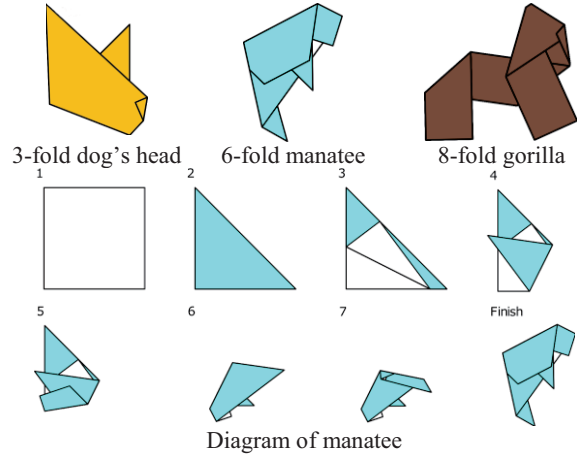 3-fold dog's head 6-fold manatee 8-fold gorilla
1 2 3 4
5 6 7 Finish
Diagram of manatee